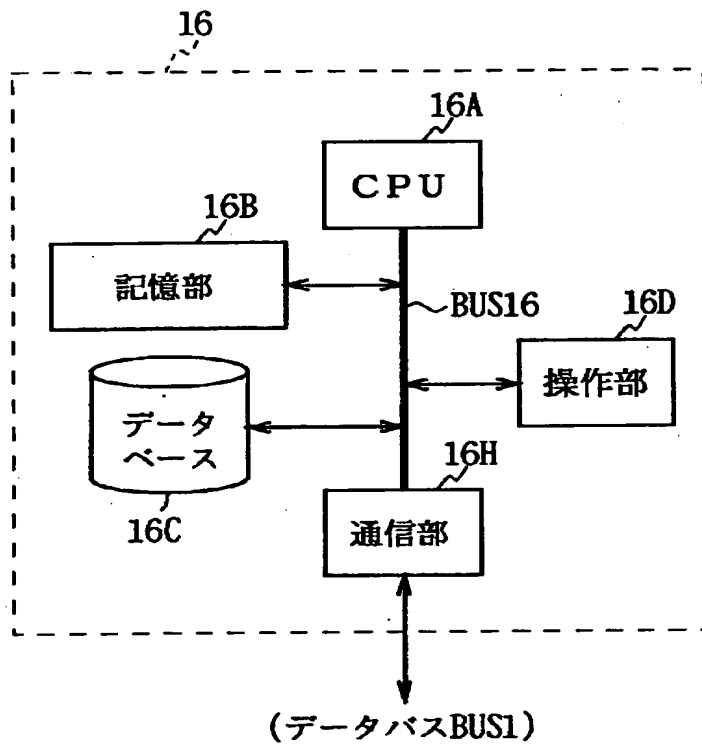 16
16A
CPU
16B
記憶部
BUS16
16D
操作部
データ
ベース
16C
16H
通信部
(データバスBUS1)